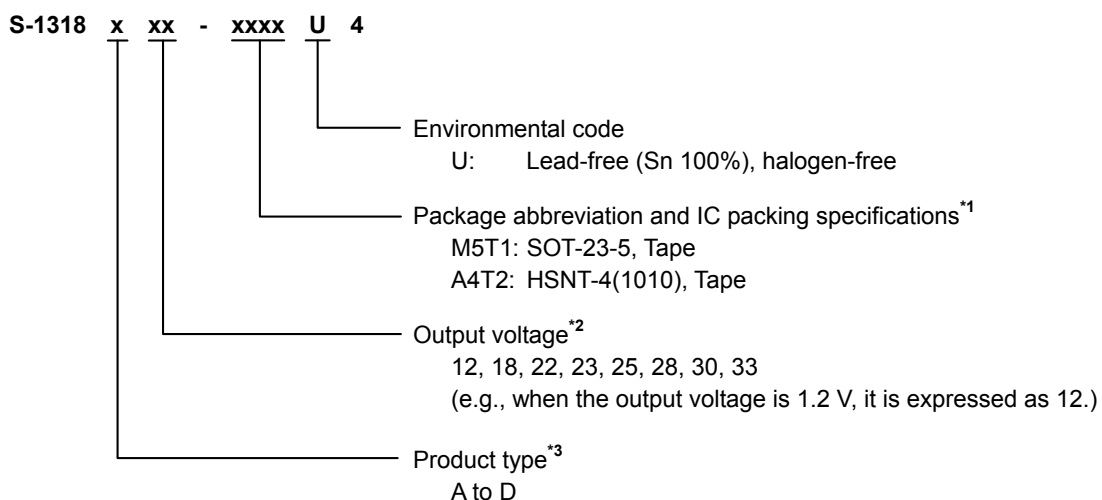 S-1318 x xx - xxxx U 4
Environmental code
U: Lead-free (Sn 100%), halogen-free
Package abbreviation and IC packing specifications*1
M5T1: SOT-23-5, Tape
A4T2: HSNT-4(1010), Tape
Output voltage*2
12, 18, 22, 23, 25, 28, 30, 33
(e.g., when the output voltage is 1.2 V, it is expressed as 12.)
Product type*3
A to D